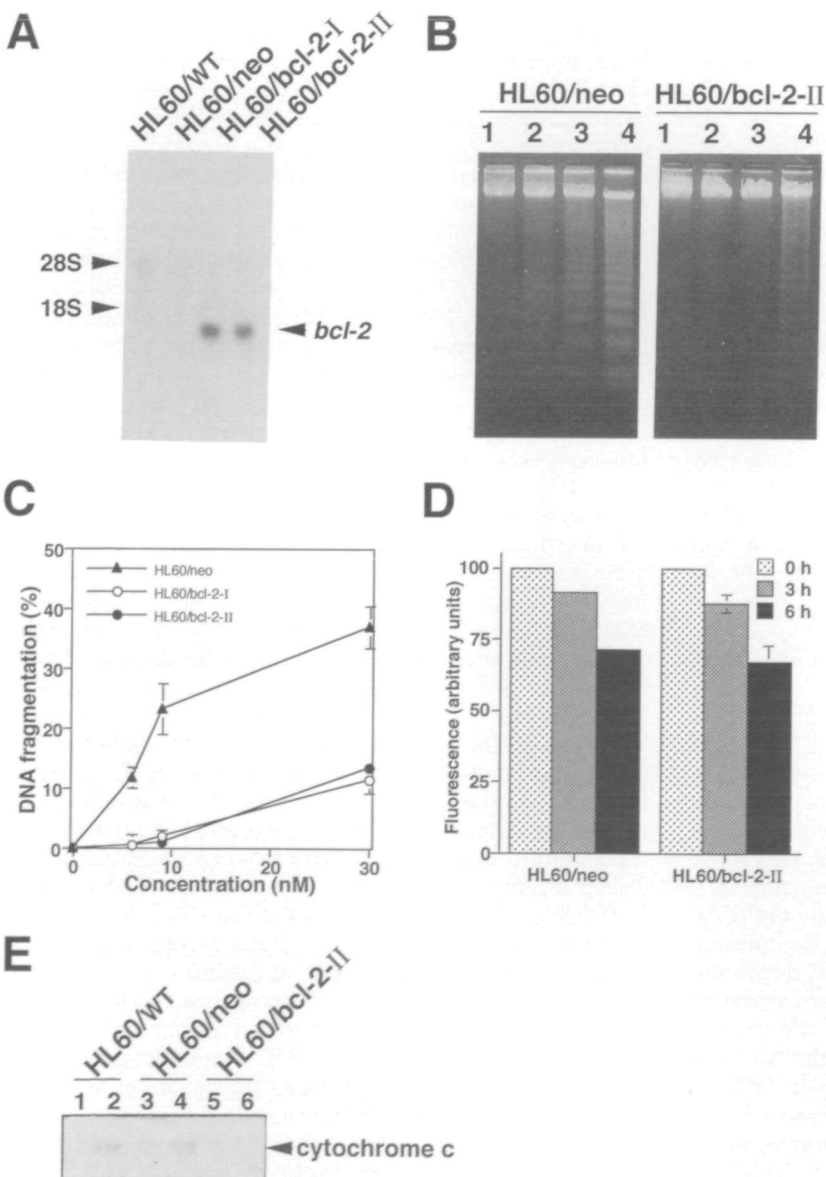 A
HL60/WT
HL60/neo
HL60/bcl-2-I
HL60/bcl-2-II
28S
18S
bcl-2
B
HL60/neo HL60/bcl-2-II
1 2 3 4 1 2 3 4
C
DNA fragmentation (%)
50
40
30
20
10
0
HL60/neo
HL60/bcl-2-I
HL60/bcl-2-II
0 10 20 30
Concentration (nM)
D
Fluorescence (arbitrary units)
100
75
50
25
0
0 h
3 h
6 h
HL60/neo HL60/bcl-2-II
E
HL60/WT
HL60/neo
HL60/bcl-2-II
1 2 3 4 5 6
cytochrome c